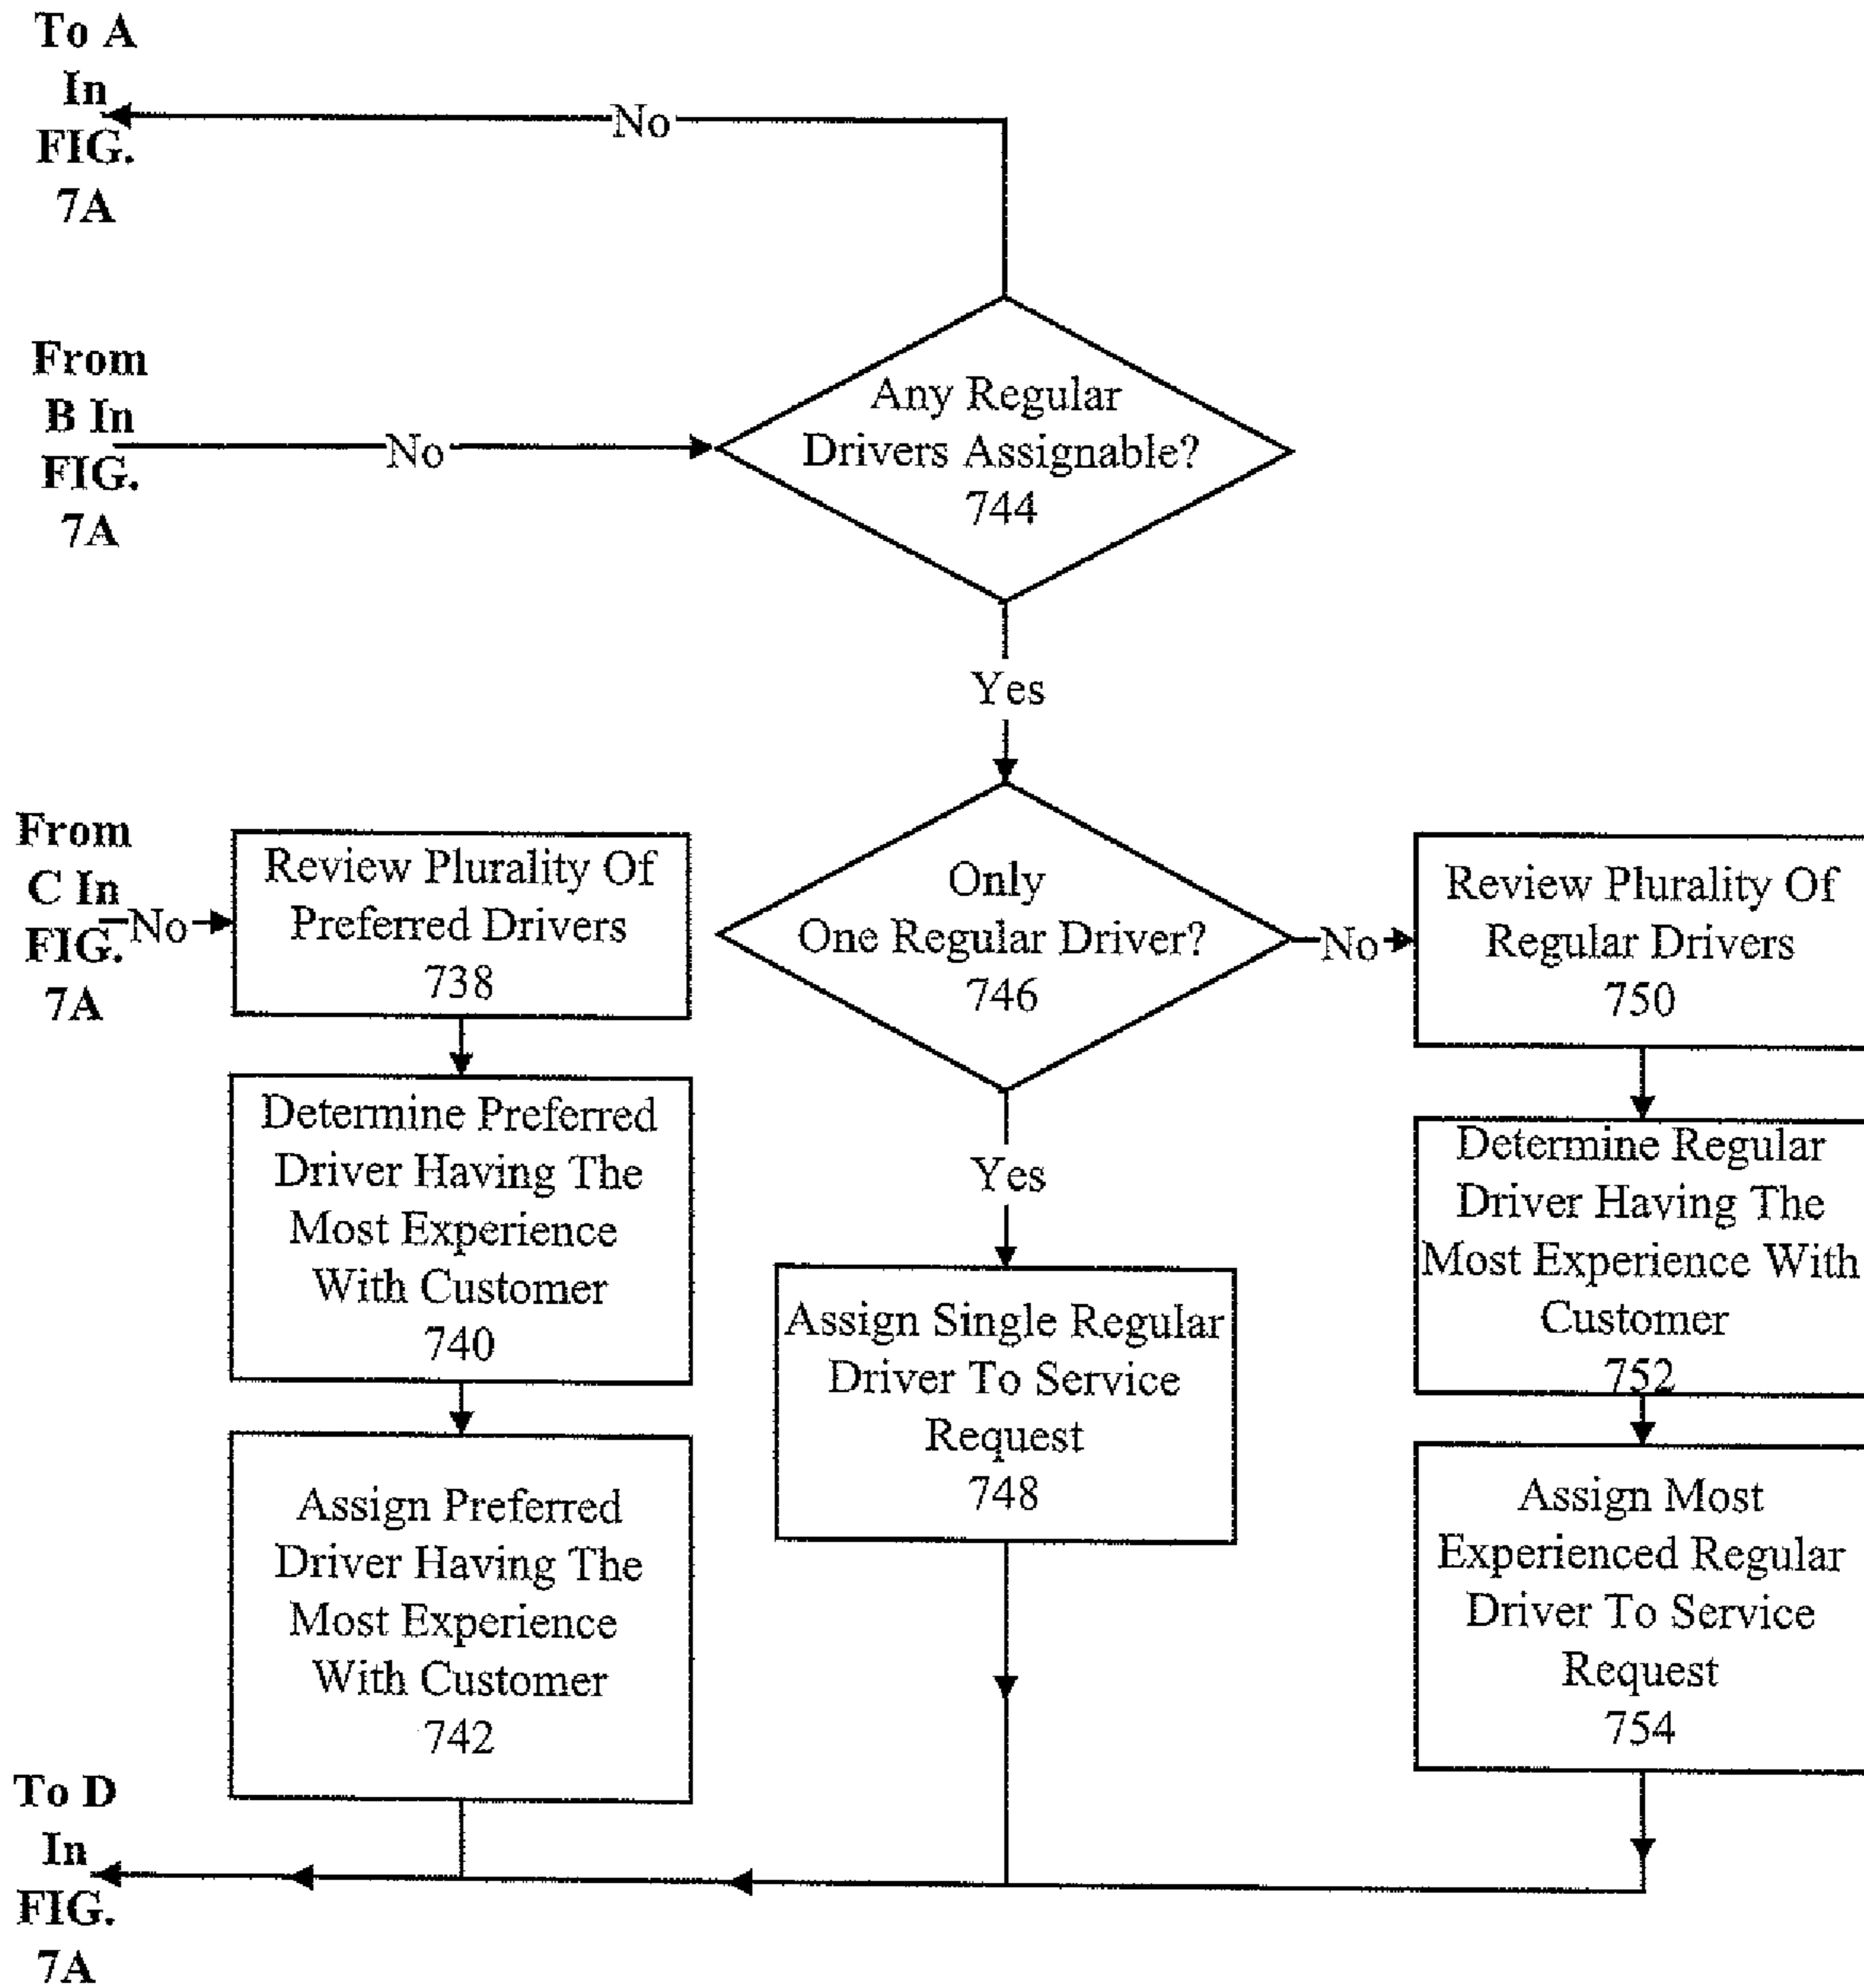 To A
In
FIG.
7A
No
From
B In
FIG.
7A
No
Any Regular
Drivers Assignable?
744
Yes
From
C In
FIG.
7A
No
Review Plurality Of
Preferred Drivers
738
Only
One Regular Driver?
746
No
Review Plurality Of
Regular Drivers
750
Determine Preferred
Driver Having The
Most Experience
With Customer
740
Yes
Determine Regular
Driver Having The
Most Experience With
Customer
752
Assign Single Regular
Driver To Service
Request
748
Assign Preferred
Driver Having The
Most Experience
With Customer
742
Assign Most
Experienced Regular
Driver To Service
Request
754
To D
In
FIG.
7A